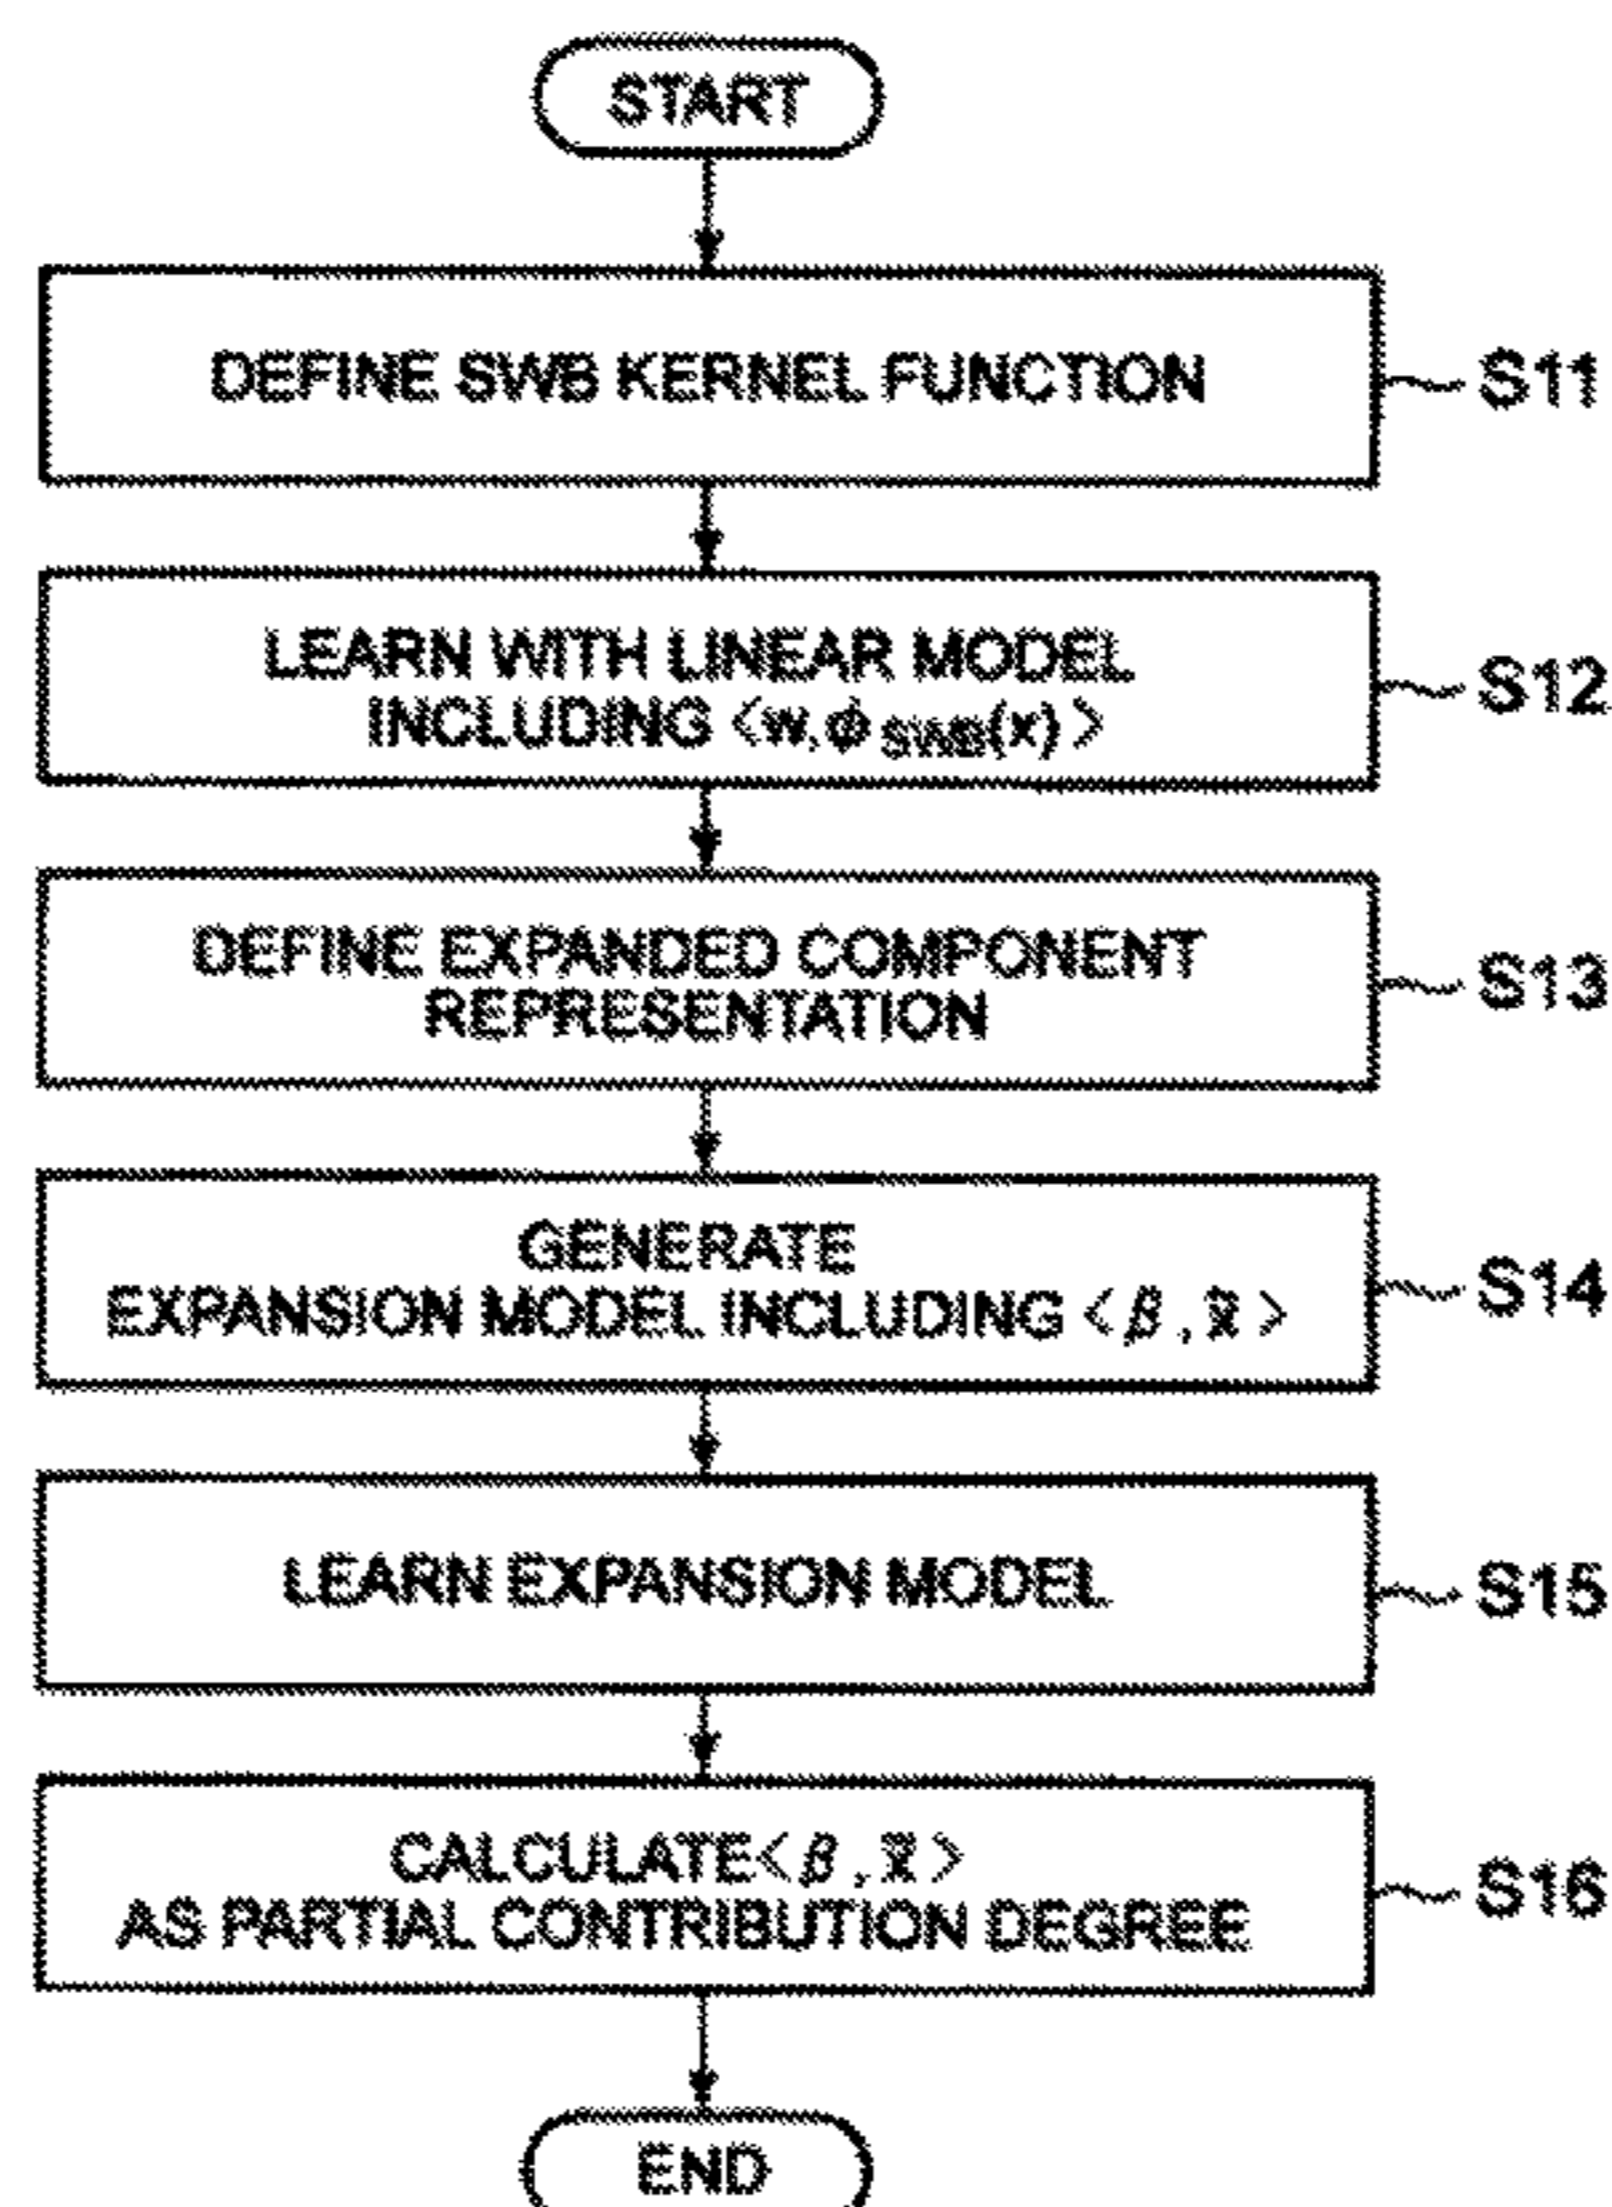 START
DEFINE SWB KERNEL FUNCTION
S11
LEARN WITH LINEAR MODEL
INCLUDING <w,ϕSWB(x)>
S12
DEFINE EXPANDED COMPONENT
REPRESENTATION
S13
GENERATE
EXPANSION MODEL INCLUDING <β, x̃>
S14
LEARN EXPANSION MODEL
S15
CALCULATE<β, x̃>
AS PARTIAL CONTRIBUTION DEGREE
S16
END